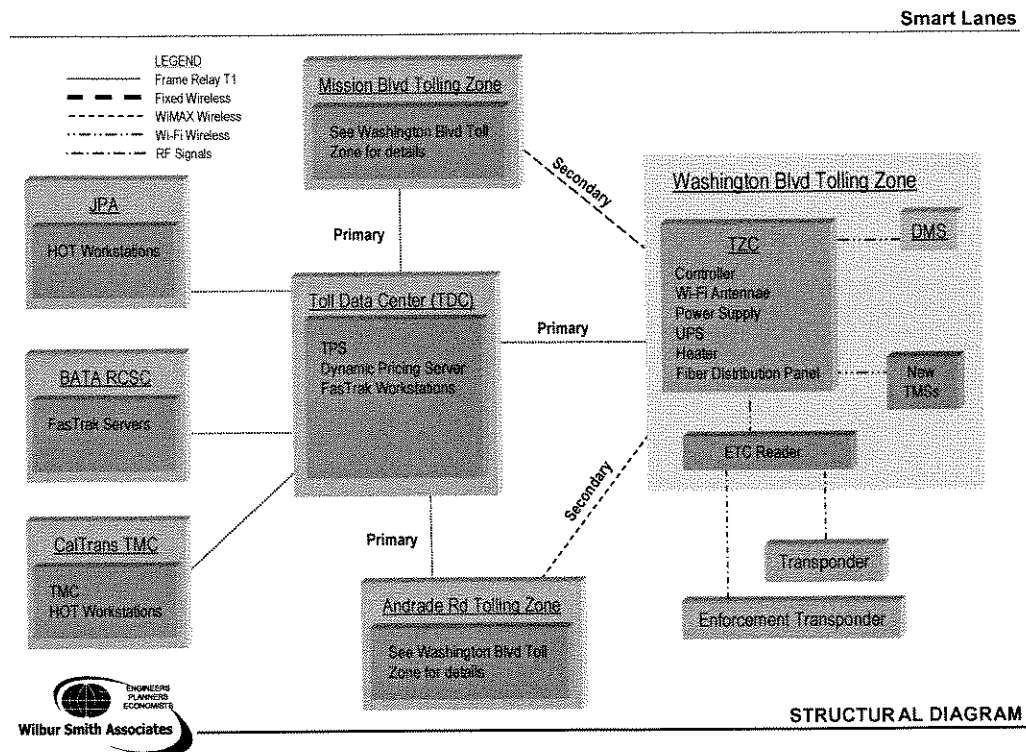 Smart Lanes
LEGEND
Frame Relay T1
Fixed Wireless
WiMAX Wireless
Wi-Fi Wireless
RF Signals
Mission Blvd Tolling Zone
See Washington Blvd Toll
Zone for details
Secondary
Washington Blvd Tolling Zone
JPA
HOT Workstations
Primary
TZC
Controller
Wi-Fi Antennae
Power Supply
UPS
Heater
Fiber Distribution Panel
DMS
Toll Data Center (TDC)
TPS
Dynamic Pricing Server
FasTrak Workstations
Primary
New
TMSs
BATA RCSC
FasTrak Servers
ETC Reader
Secondary
CalTrans TMC
TMC
HOT Workstations
Primary
Transponder
Enforcement Transponder
Andrade Rd Tolling Zone
See Washington Blvd Toll
Zone for details
ENGINEERS
PLANNERS
ECONOMISTS
Wilbur Smith Associates
STRUCTURAL DIAGRAM